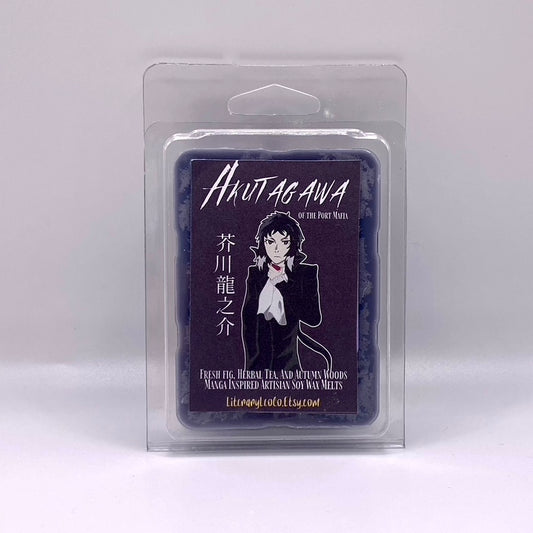 Akutagawa
of the Port Mafia
芥川龍之介
Fresh fig, Herbal Tea, And Autumn Woods
Manga Inspired Artisian Soy Wax Melts
LiteraryLeoCo.Etsy.com